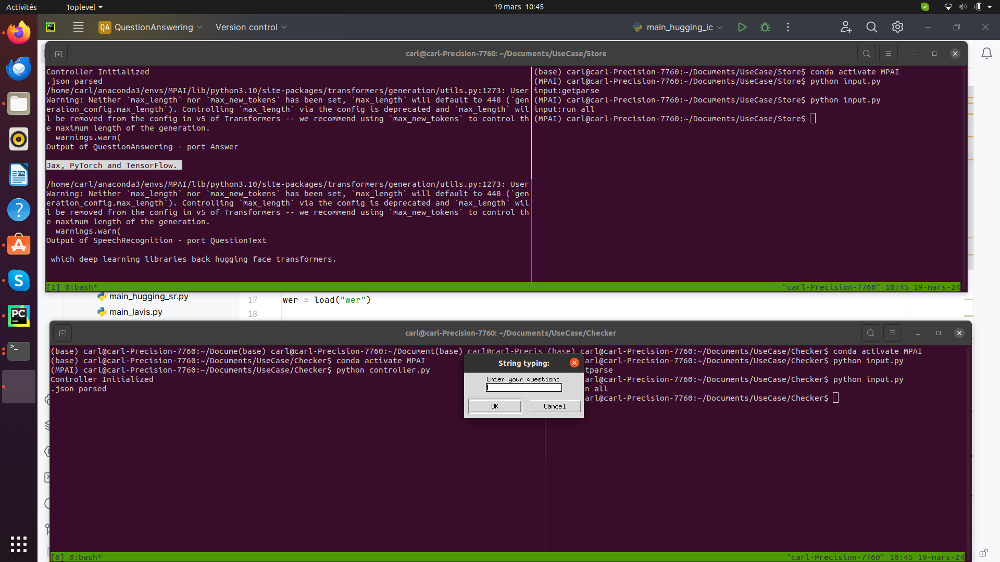 Activités
Toplevel
19 mars 10:45
PC
QA QuestionAnswering
Version control
main_hugging_ic
carl@carl-Precision-7760: ~/Documents/UseCase/Store
Controller Initialized
.json parsed
/home/carl/anaconda3/envs/MPAI/lib/python3.10/site-packages/transformers/generation/utils.py:1273: User
Warning: Neither `max_length` nor `max_new_tokens` has been set, `max_length` will default to 448 (`gen
eration_config.max_length`). Controlling `max_length` via the config is deprecated and `max_length` wil
l be removed from the config in v5 of Transformers -- we recommend using `max_new_tokens` to control th
e maximum length of the generation.
warnings.warn(
Output of QuestionAnswering - port Answer
Jax, PyTorch and TensorFlow.
/home/carl/anaconda3/envs/MPAI/lib/python3.10/site-packages/transformers/generation/utils.py:1273: User
Warning: Neither `max_length` nor `max_new_tokens` has been set, `max_length` will default to 448 (`gen
eration_config.max_length`). Controlling `max_length` via the config is deprecated and `max_length` wil
l be removed from the config in v5 of Transformers -- we recommend using `max_new_tokens` to control th
e maximum length of the generation.
warnings.warn(
Output of SpeechRecognition - port QuestionText
which deep learning libraries back hugging face transformers.
(base) carl@carl-Precision-7760:~/Documents/UseCase/Store$ conda activate MPAI
(MPAI) carl@carl-Precision-7760:~/Documents/UseCase/Store$ python input.py
input:getparse
(MPAI) carl@carl-Precision-7760:~/Documents/UseCase/Store$ python input.py
input:run all
(MPAI) carl@carl-Precision-7760:~/Documents/UseCase/Store$
[1] 0:bash*
"carl-Precision-7760" 10:45 19-mars-24
main_hugging_sr.py
main_lavis.py
17 wer = load("wer")
18
carl@carl-Precision-7760: ~/Documents/UseCase/Checker
(base) carl@carl-Precision-7760:~/Docume(base) carl@carl-Precision-7760:~/Document(base) carl@carl-Precis
(base) carl@carl-Precision-7760:~/Documents/UseCase/Checker$ conda activate MPAI
(MPAI) carl@carl-Precision-7760:~/Documents/UseCase/Checker$ python controller.py
Controller Initialized
.json parsed
(base) carl@carl-Precision-7760:~/Documents/UseCase/Checker$ conda activate MPAI
carl@carl-Precision-7760:~/Documents/UseCase/Checker$ python input.py
tparse
carl@carl-Precision-7760:~/Documents/UseCase/Checker$ python input.py
n all
arl@carl-Precision-7760:~/Documents/UseCase/Checker$
String typing:
Enter your question:
OK
Cancel
[0] 0:bash*
"carl-Precision-7760" 10:45 19-mars-24
S
PC